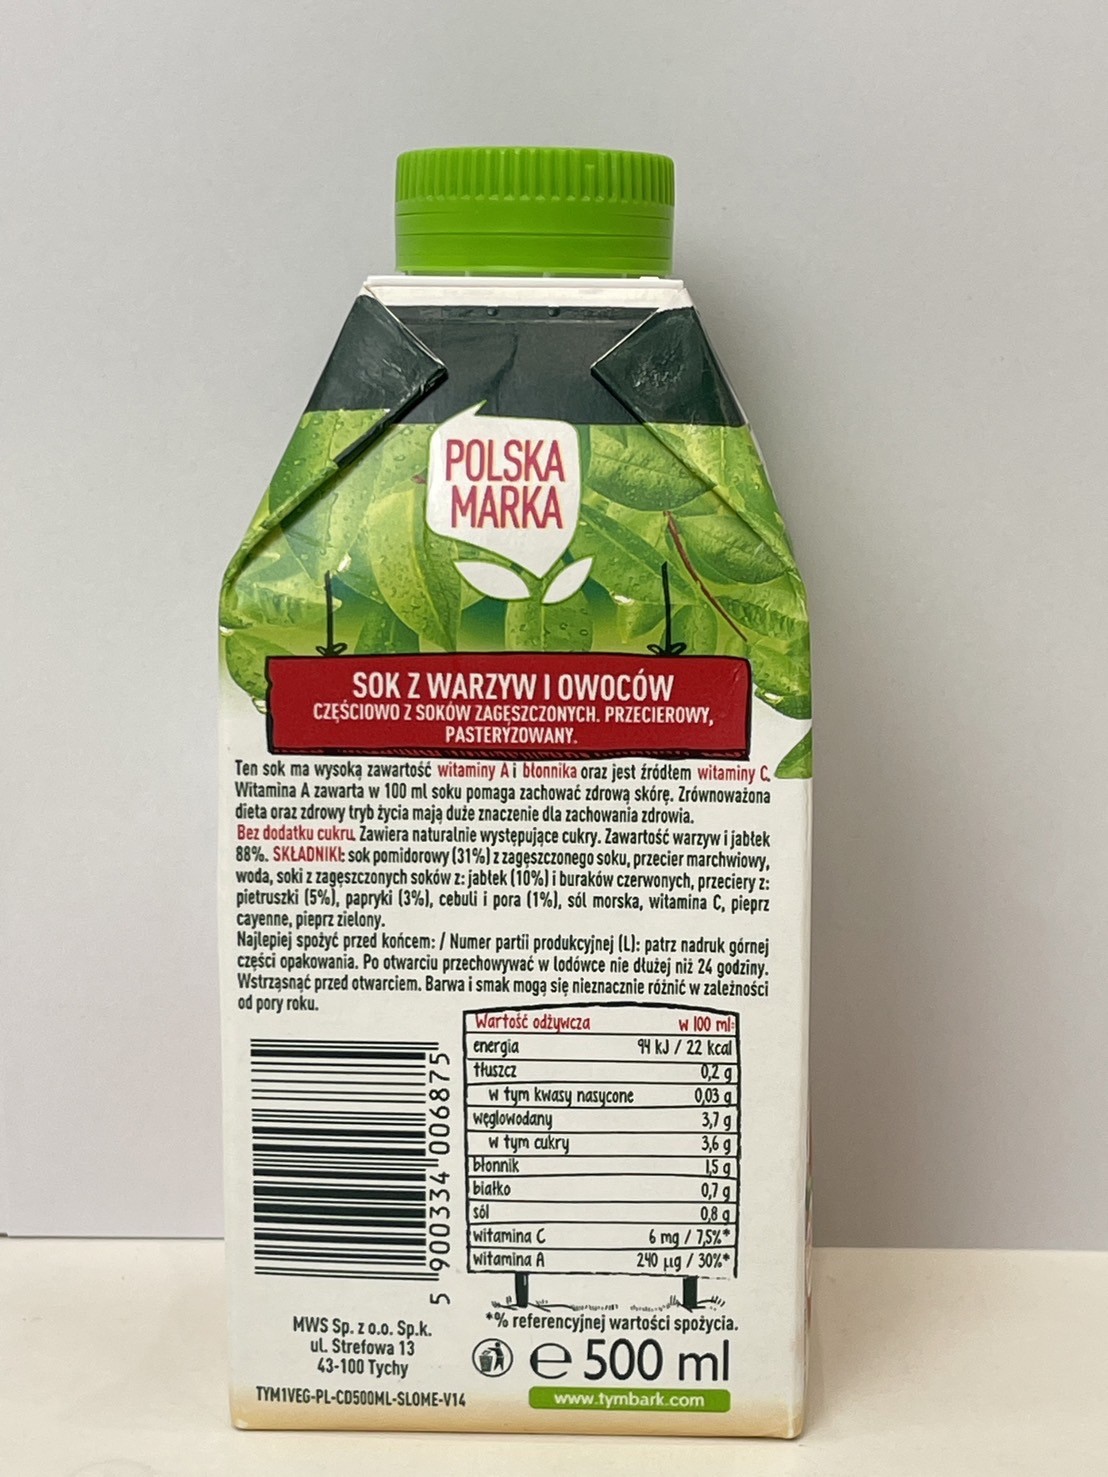 POLSKA
MARKA
SOK Z WARZYW I OWOCÓW
CZĘŚCIOWO Z SOKÓW ZAGĘSZCZONYCH. PRZECIEROWY,
PASTERYZOWANY.
Ten sok ma wysoką zawartość witaminy A i błonnika oraz jest źródłem witaminy C.
Witamina A zawarta w 100 ml soku pomaga zachować zdrową skórę. Zrównoważona
dieta oraz zdrowy tryb życia mają duże znaczenie dla zachowania zdrowia.
Bez dodatku cukru. Zawiera naturalnie występujące cukry. Zawartość warzyw i jabłek
88%. SKŁADNIKI: sok pomidorowy (31%) z zagęszczonego soku, przecier marchwiowy,
woda, soki z zagęszczonych soków z: jabłek (10%) i buraków czerwonych, przeciery z:
pietruszki (5%), papryki (3%), cebuli i pora (1%), sól morska, witamina C, pieprz
cayenne, pieprz zielony.
Najlepiej spożyć przed końcem: / Numer partii produkcyjnej (L): patrz nadruk górnej
części opakowania. Po otwarciu przechowywać w lodówce nie dłużej niż 24 godziny.
Wstrząsnąć przed otwarciem. Barwa i smak mogą się nieznacznie różnić w zależności
od pory roku.
Wartość odżywcza w 100 ml:
energia 94 kJ / 22 kcal
tłuszcz 0,2 g
w tym kwasy nasycone 0,03 g
węglowodany 3,7 g
w tym cukry 3,6 g
błonnik 1,5 g
białko 0,7 g
sól 0,8 g
witamina C 6 mg / 7,5%*
witamina A 240 µg / 30%*
*% referencyjnej wartości spożycia.
5 900334 006875
MWS Sp. z o.o. Sp.k.
ul. Strefowa 13
43-100 Tychy
TYM1VEG-PL-CD500ML-SLOME-V14
e 500 ml
www.tymbark.com